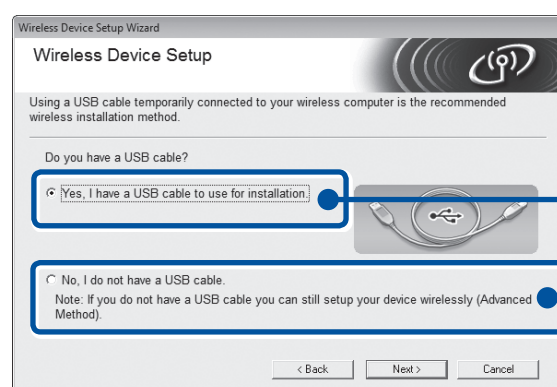 Wireless Device Setup Wizard
Wireless Device Setup
Using a USB cable temporarily connected to your wireless computer is the recommended
wireless installation method.
Do you have a USB cable?
Yes, I have a USB cable to use for installation.
No, I do not have a USB cable.
Note: If you do not have a USB cable you can still setup your device wirelessly (Advanced
Method).
< Back
Next >
Cancel